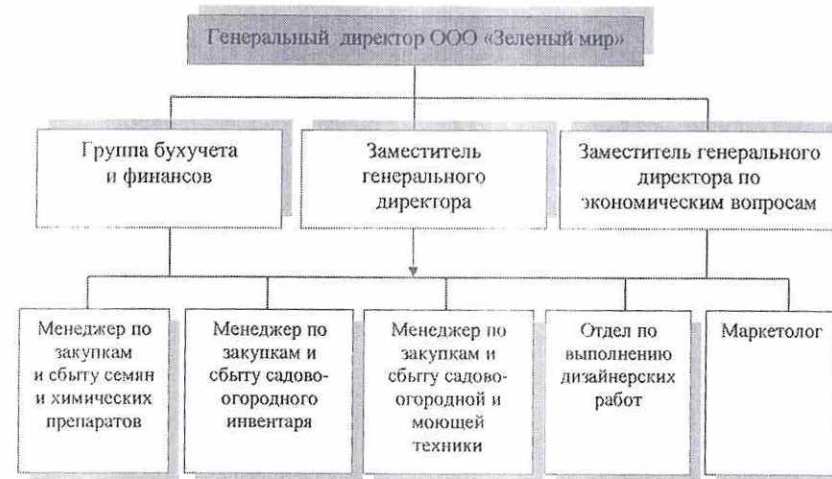 Генеральный директор ООО «Зеленый мир»
Группа бухучета
и финансов
Заместитель
генерального
директора
Заместитель генерального
директора по
экономическим вопросам
Менеджер по
закупкам
и сбыту семян
и химических
препаратов
Менеджер по
закупкам и
сбыту садово-
огородного
инвентаря
Менеджер по
закупкам и
сбыту садово-
огородной и
моющей
техники
Отдел по
выполнению
дизайнерских
работ
Маркетолог